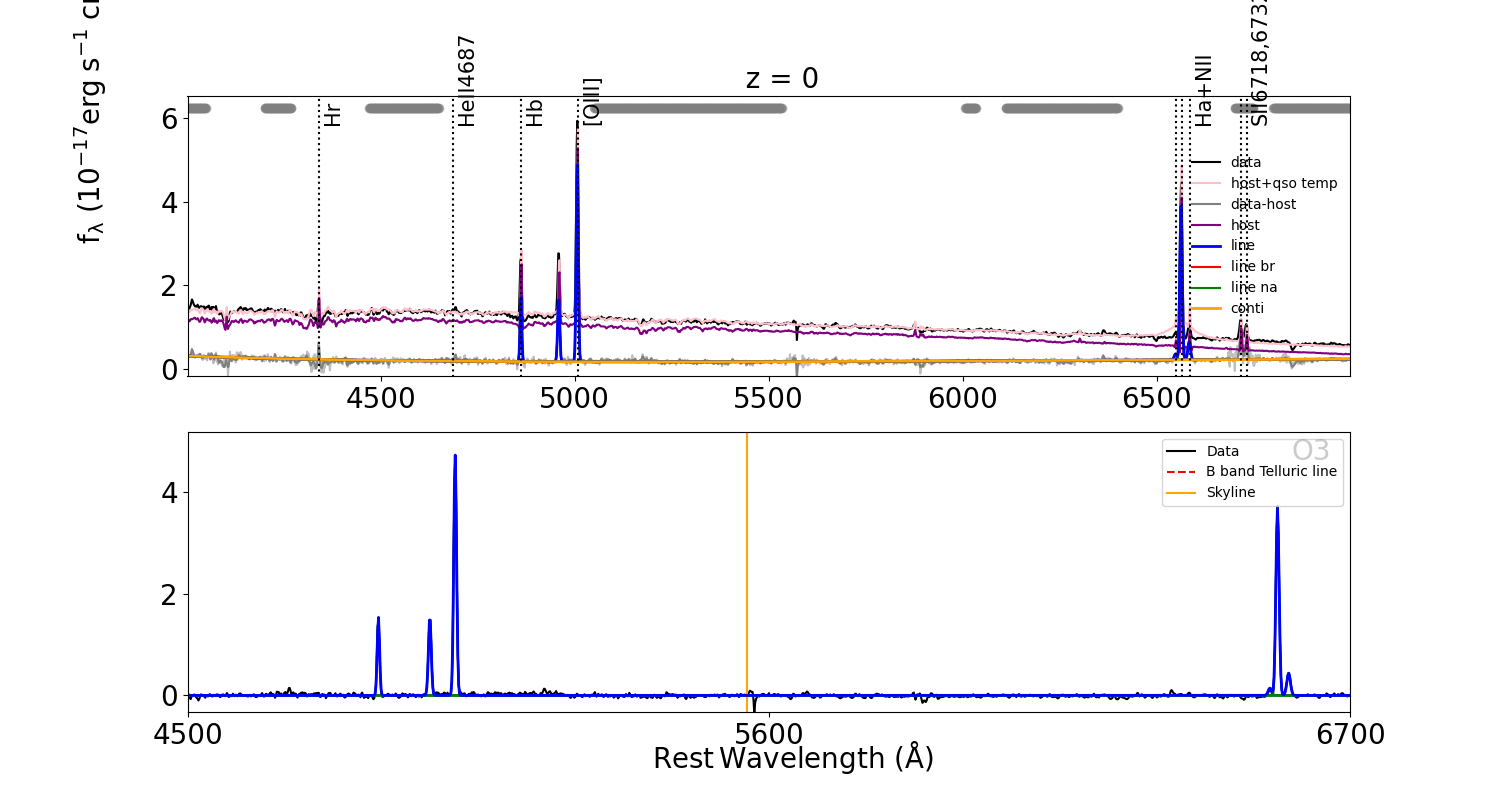 z = 0
fλ (10−17erg s−1 c
Hr
HeII4687
Hb
[OIII]
Ha+NII
SII6718,673
6
4
2
0
data
host+qso temp
data-host
host
line
line br
line na
conti
4500 5000 5500 6000 6500
O3
Data
B band Telluric line
Skyline
4
2
0
4500 5600 6700
Rest Wavelength (Å)